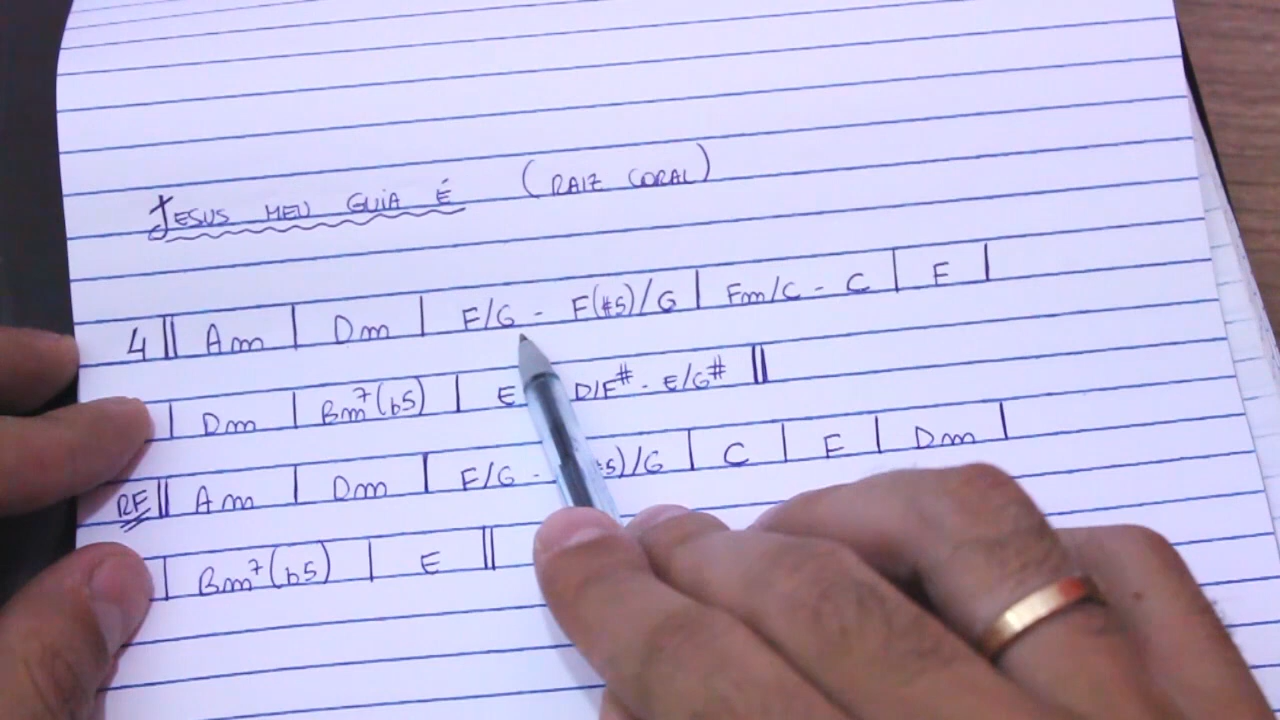 JESUS MEU GUIA É (RAIZ CORAL)
4 || Am | Dm | F/G - F(#5)/G | Fm/C - C | F |
| Dm | Bm7(b5) | E D/F# - E/G# ||
RF || Am | Dm | F/G - #5)/G | C | F | Dm |
| Bm7(b5) | E ||